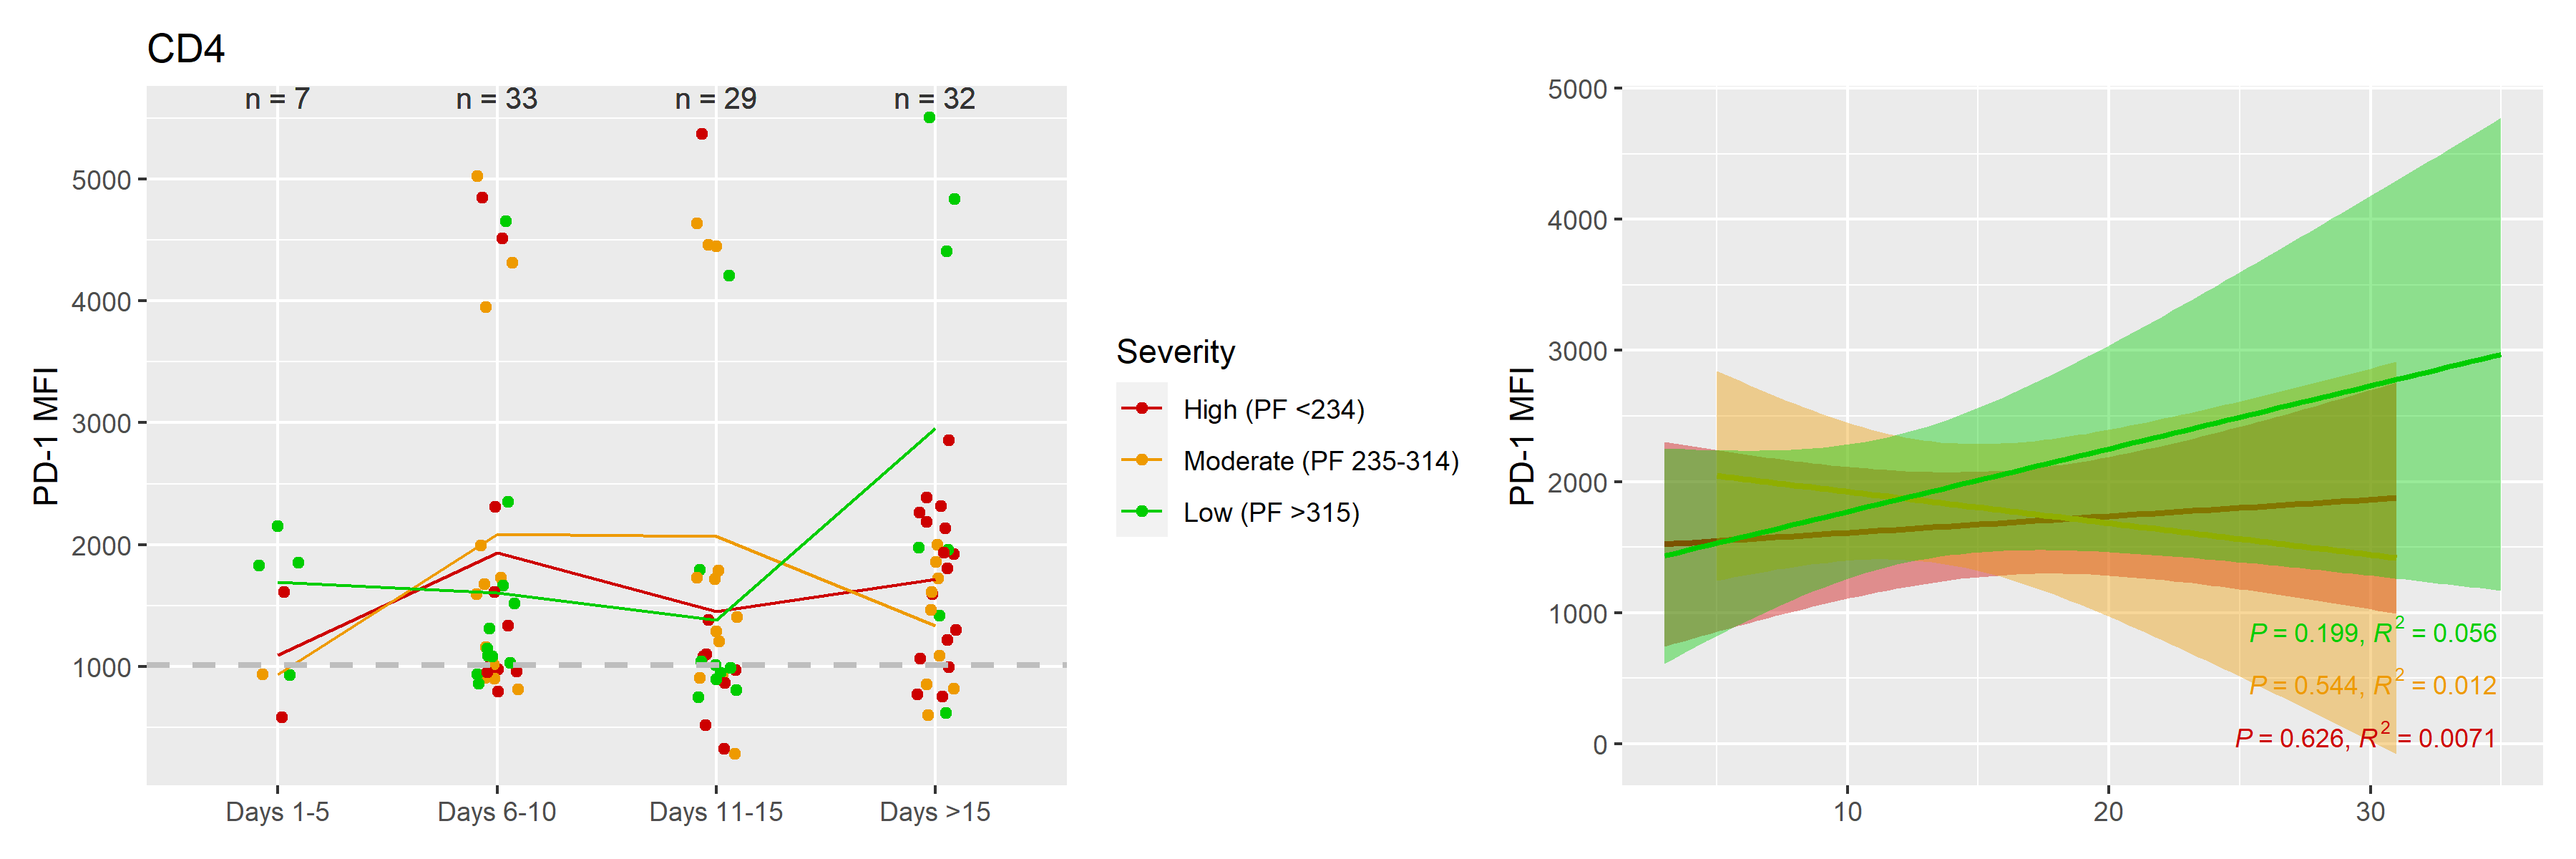 CD4
n = 7
n = 33
n = 29
n = 32
PD-1 MFI
5000
4000
3000
2000
1000
Days 1-5
Days 6-10
Days 11-15
Days >15
Severity
High (PF <234)
Moderate (PF 235-314)
Low (PF >315)
PD-1 MFI
5000
4000
3000
2000
1000
0
P = 0.199, R² = 0.056
P = 0.544, R² = 0.012
P = 0.626, R² = 0.0071
10
20
30